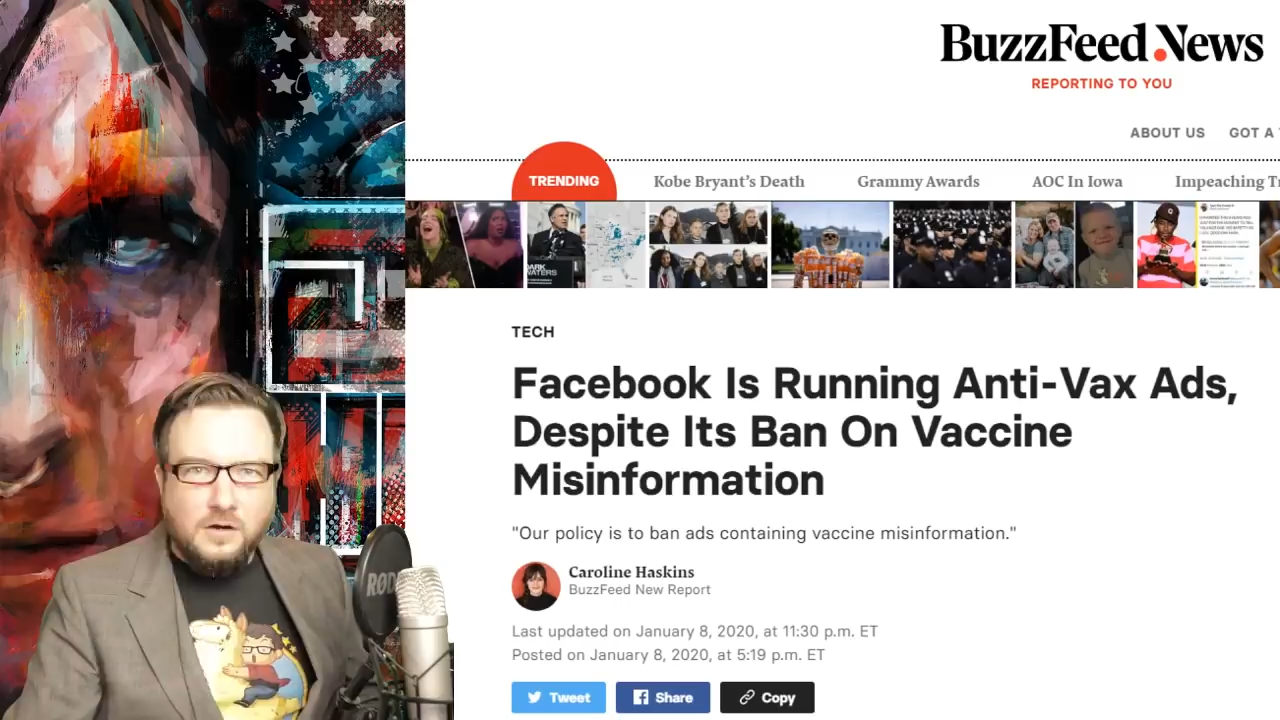 BuzzFeed News
REPORTING TO YOU
ABOUT US GOT A
TRENDING Kobe Bryant's Death Grammy Awards AOC In Iowa Impeaching
TECH
Facebook Is Running Anti-Vax Ads,
Despite Its Ban On Vaccine
Misinformation
"Our policy is to ban ads containing vaccine misinformation."
Caroline Haskins
BuzzFeed New Report
Last updated on January 8, 2020, at 11:30 p.m. ET
Posted on January 8, 2020, at 5:19 p.m. ET
Tweet Share Copy
RØDE